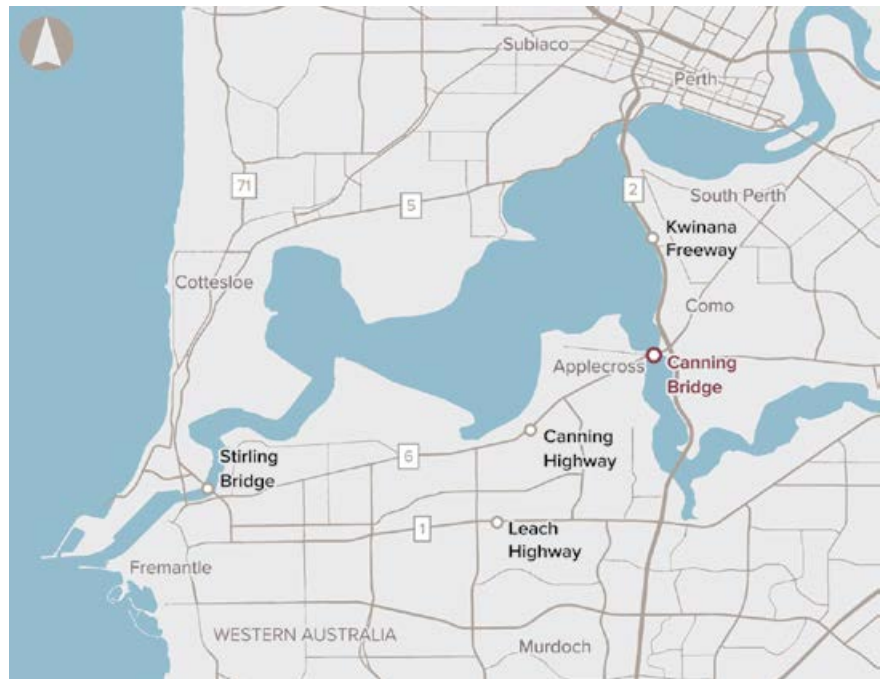 Subiaco
Perth
71
2
5
South Perth
Kwinana
Freeway
Cottesloe
Como
Applecross
Canning
Bridge
Canning
Highway
Stirling
Bridge
6
1
Leach
Highway
Fremantle
WESTERN AUSTRALIA
Murdoch